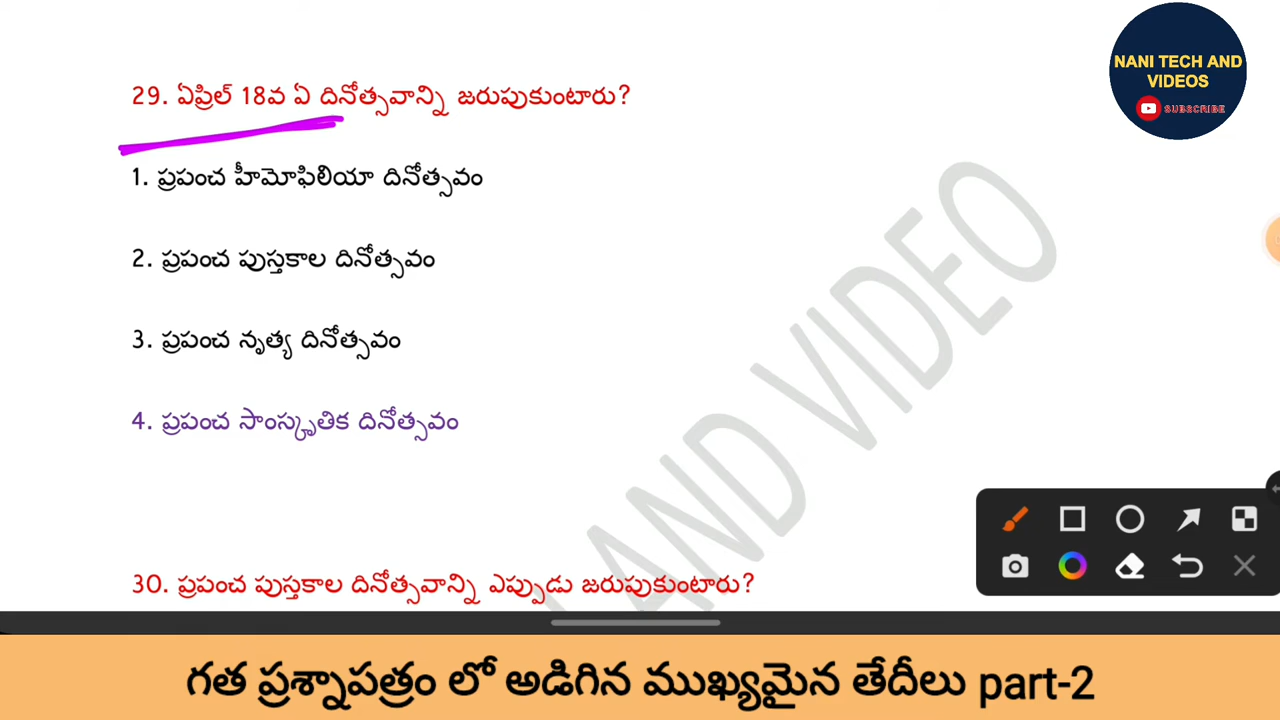 NANI TECH AND
VIDEOS
SUBSCRIBE
29. ఏప్రిల్ 18వ ఏ దినోత్సవాన్ని జరుపుకుంటారు?
1. ప్రపంచ హీమోఫిలియా దినోత్సవం
2. ప్రపంచ పుస్తకాల దినోత్సవం
3. ప్రపంచ నృత్య దినోత్సవం
4. ప్రపంచ సాంస్కృతిక దినోత్సవం
AND VIDEO
30. ప్రపంచ పుస్తకాల దినోత్సవాన్ని ఎప్పుడు జరుపుకుంటారు?
గత ప్రశ్నాపత్రం లో అడిగిన ముఖ్యమైన తేదీలు part-2